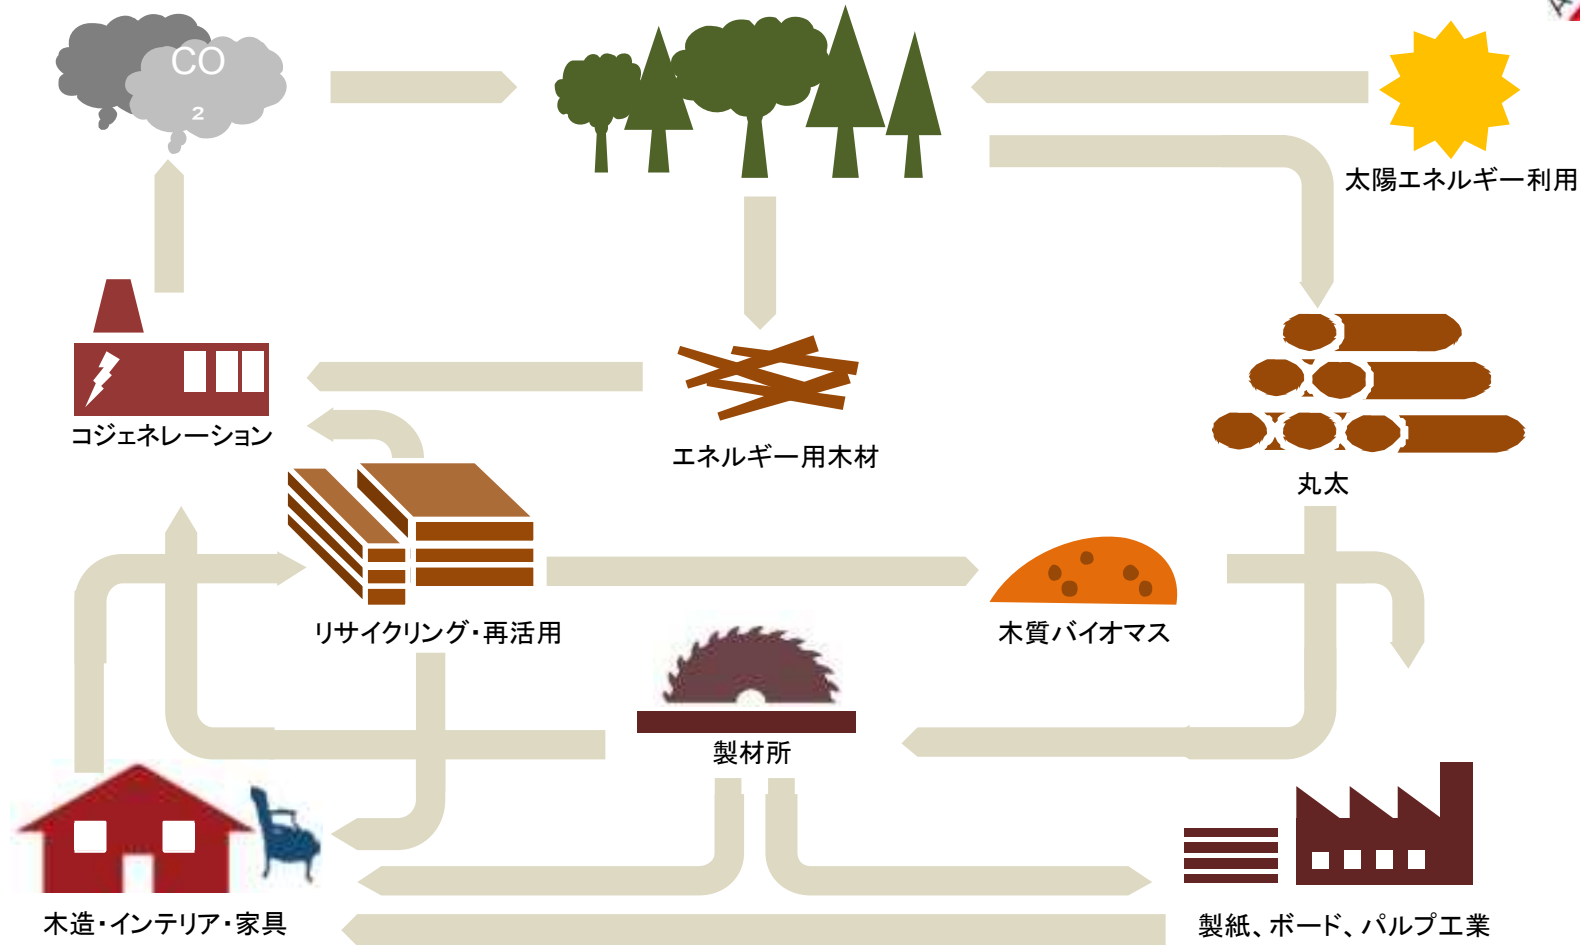 CO
2
太陽エネルギー利用
コジェネレーション
エネルギー用木材
丸太
リサイクリング・再活用
木質バイオマス
製材所
木造・インテリア・家具
製紙、ボード、パルプ工業